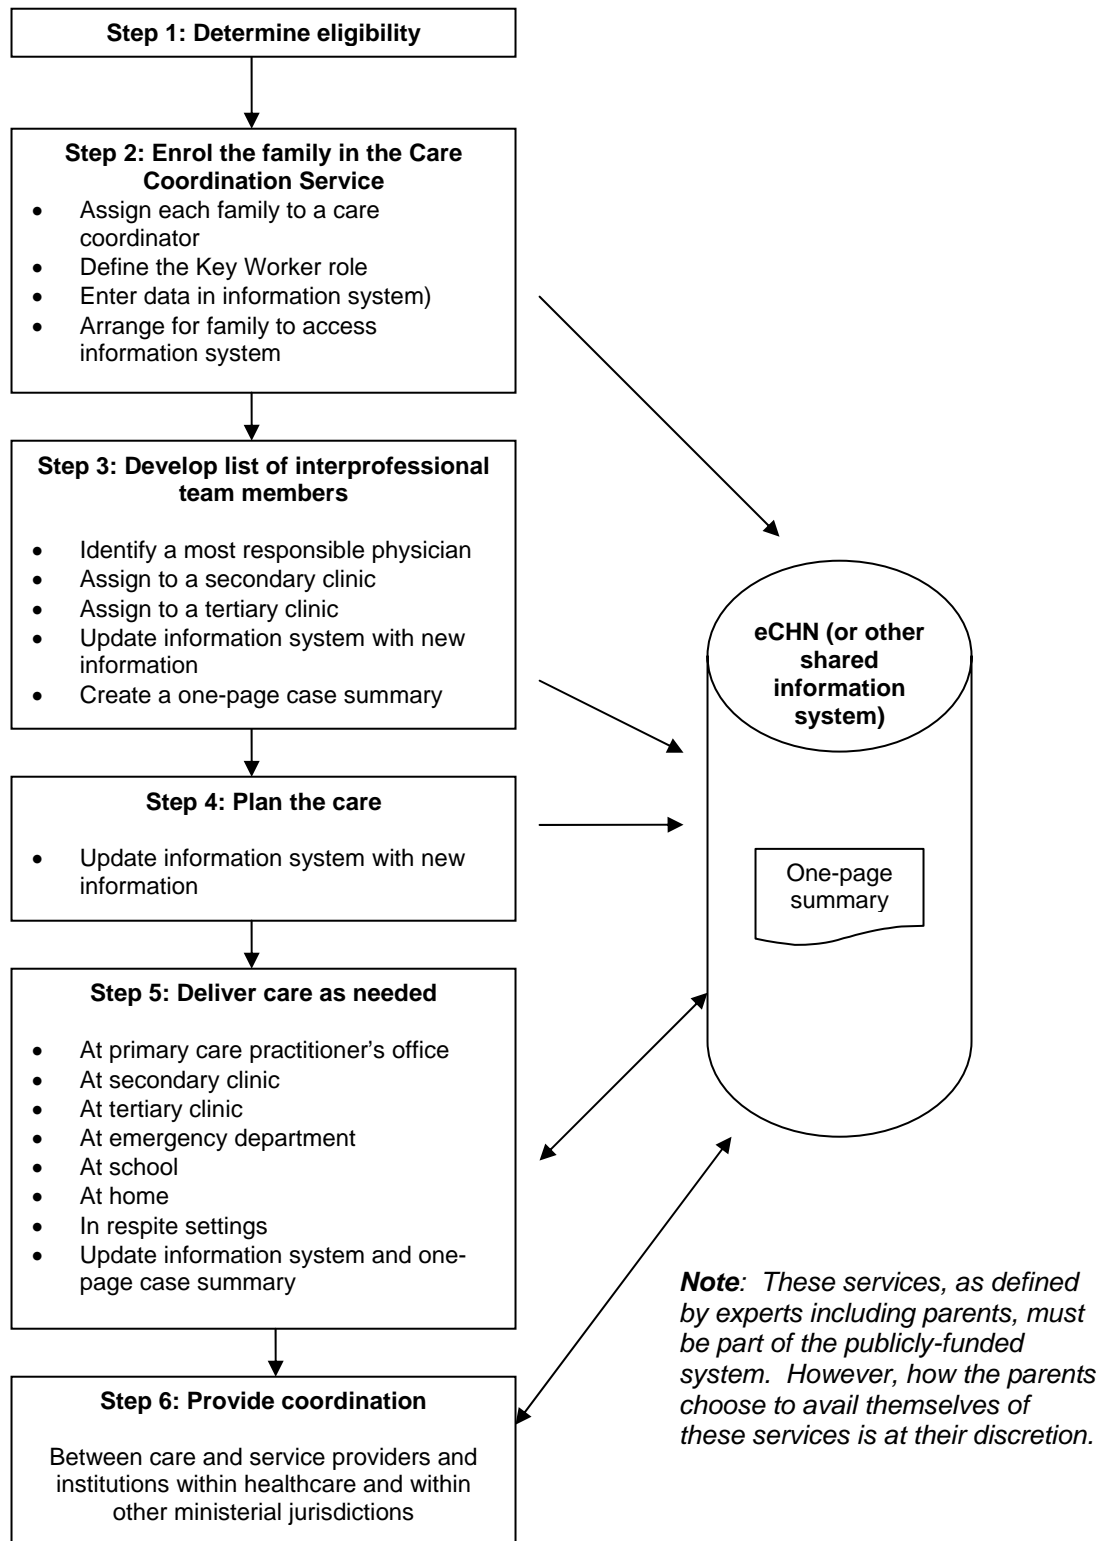 Step 1: Determine eligibility
Step 2: Enrol the family in the Care
Coordination Service
• Assign each family to a care
coordinator
• Define the Key Worker role
• Enter data in information system)
• Arrange for family to access
information system
Step 3: Develop list of interprofessional
team members
• Identify a most responsible physician
• Assign to a secondary clinic
• Assign to a tertiary clinic
• Update information system with new
information
• Create a one-page case summary
Step 4: Plan the care
• Update information system with new
information
Step 5: Deliver care as needed
• At primary care practitioner’s office
• At secondary clinic
• At tertiary clinic
• At emergency department
• At school
• At home
• In respite settings
• Update information system and one-
page case summary
Step 6: Provide coordination
Between care and service providers and
institutions within healthcare and within
other ministerial jurisdictions
eCHN (or other
shared
information
system)
One-page
summary
Note: These services, as defined
by experts including parents, must
be part of the publicly-funded
system. However, how the parents
choose to avail themselves of
these services is at their discretion.